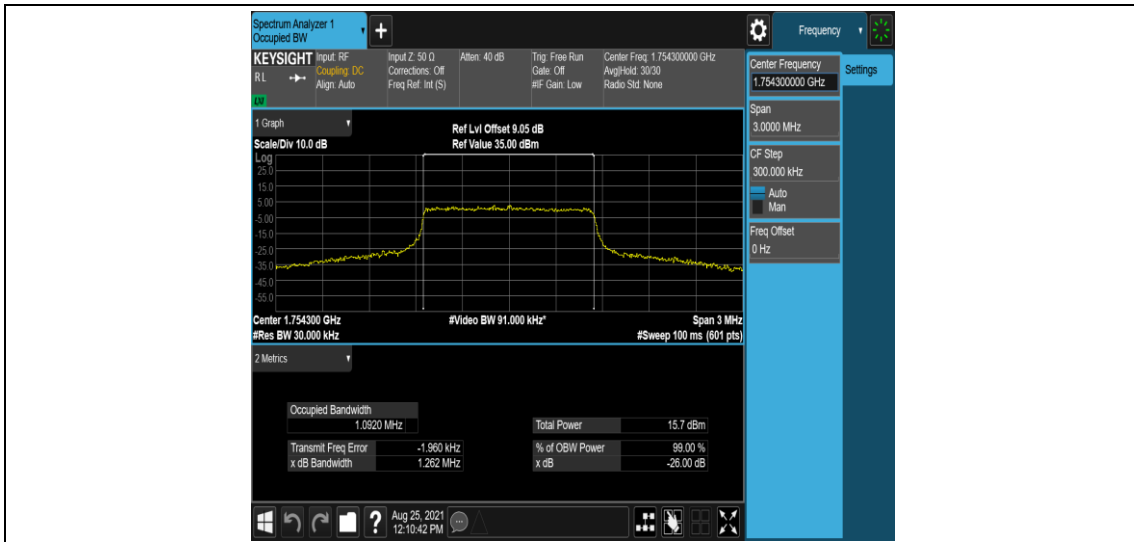 Spectrum Analyzer 1
Occupied BW
+
Frequency
KEYSIGHT
RL
Input: RF
Coupling: DC
Align: Auto
Input Z: 50 Ω
Corrections: Off
Freq Ref: Int (S)
Atten: 40 dB
Trig: Free Run
Gate: Off
#IF Gain: Low
Center Freq: 1.754300000 GHz
Avg|Hold: 30/30
Radio Std: None
Center Frequency
1.754300000 GHz
Settings
Span
3.0000 MHz
CF Step
300.000 kHz
Auto
Man
Freq Offset
0 Hz
1 Graph
Scale/Div 10.0 dB
Ref Lvl Offset 9.05 dB
Ref Value 35.00 dBm
Log
25.0
15.0
5.00
-5.00
-15.0
-25.0
-35.0
-45.0
-55.0
Center 1.754300 GHz
#Res BW 30.000 kHz
#Video BW 91.000 kHz*
Span 3 MHz
#Sweep 100 ms (601 pts)
2 Metrics
Occupied Bandwidth
1.0920 MHz
Total Power 15.7 dBm
Transmit Freq Error -1.960 kHz
% of OBW Power 99.00 %
x dB Bandwidth 1.262 MHz
x dB -26.00 dB
?
Aug 25, 2021
12:10:42 PM